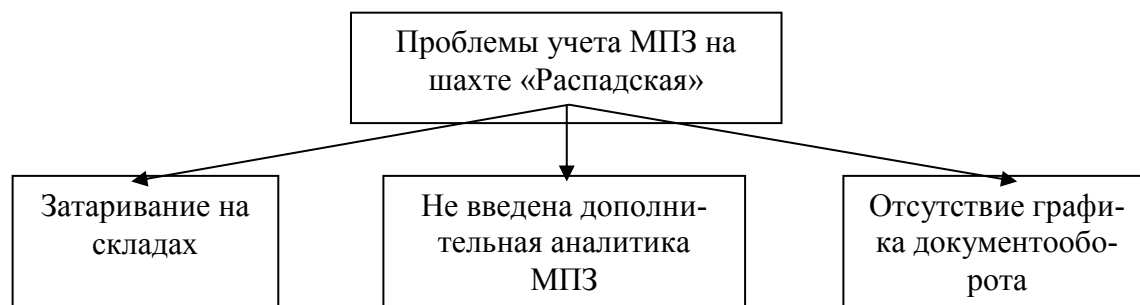 Проблемы учета МПЗ на
шахте «Распадская»
Затаривание на
складах
Не введена дополни-
тельная аналитика
МПЗ
Отсутствие графи-
ка документообо-
рота